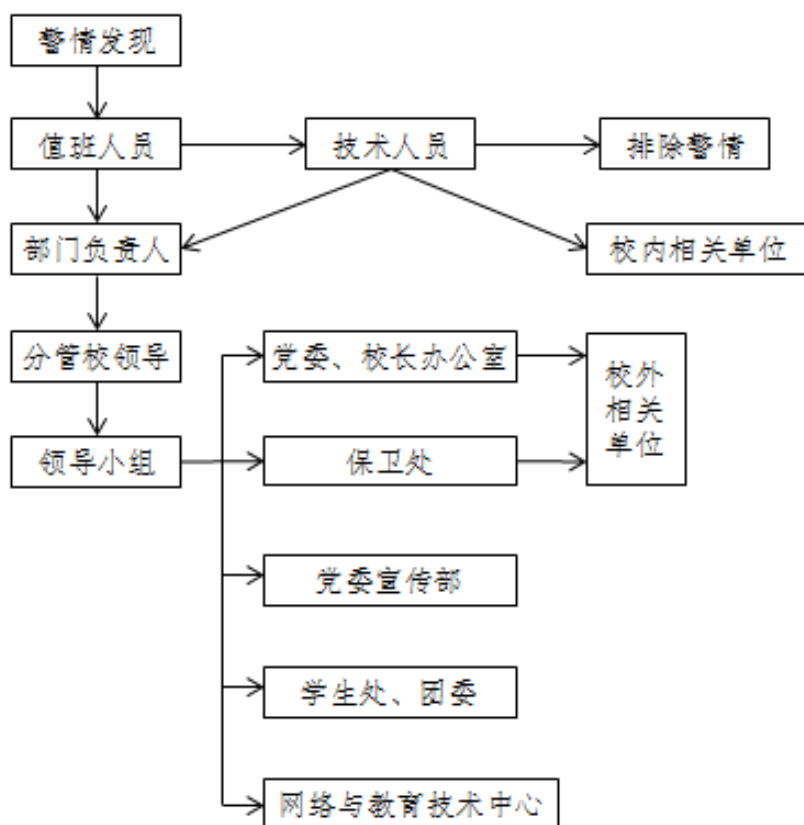 警情发现
值班人员
技术人员
排除警情
部门负责人
校内相关单位
分管校领导
党委、校长办公室
校外
相关
单位
领导小组
保卫处
党委宣传部
学生处、团委
网络与教育技术中心